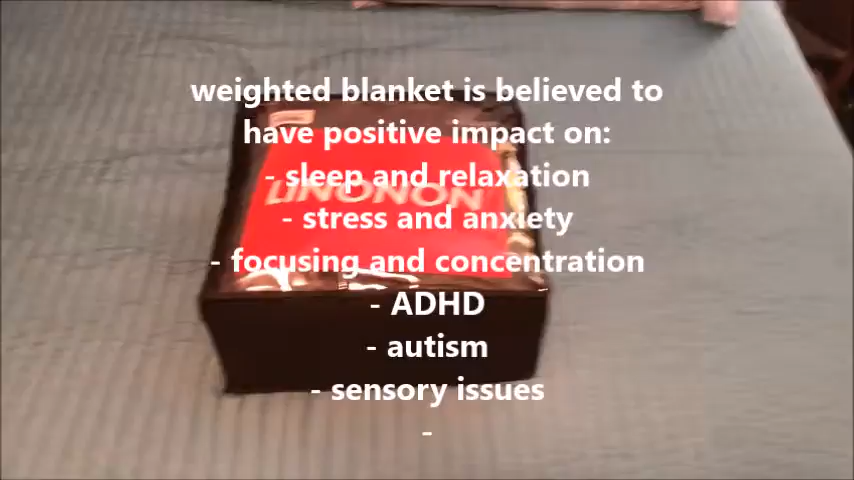 weighted blanket is believed to
have positive impact on:
- sleep and relaxation
LINONON
- stress and anxiety
- focusing and concentration
- ADHD
- autism
- sensory issues
-